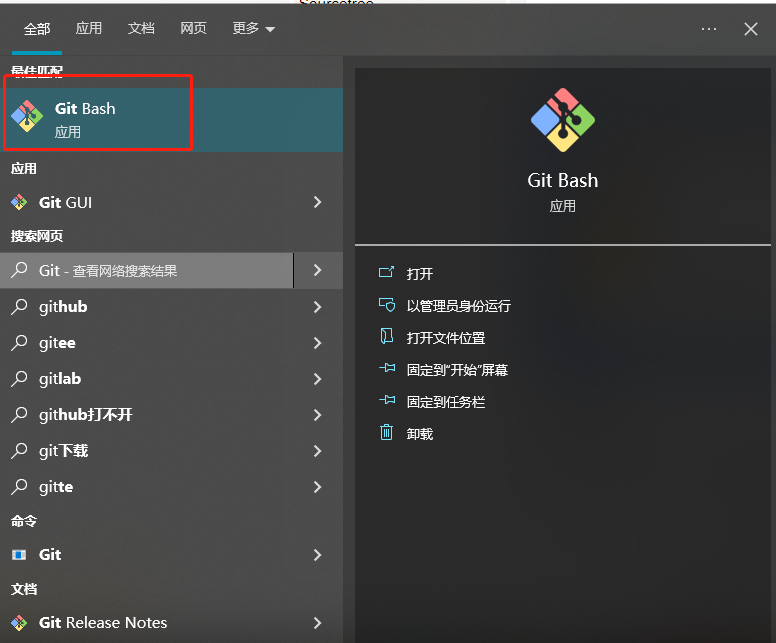 Sourcetree
全部 应用 文档 网页 更多
最佳匹配
Git Bash
应用
应用
Git GUI
搜索网页
Git - 查看网络搜索结果
github
gitee
gitlab
github打不开
git下载
gitte
命令
Git
文档
Git Release Notes
Git Bash
应用
打开
以管理员身份运行
打开文件位置
固定到"开始"屏幕
固定到任务栏
卸载